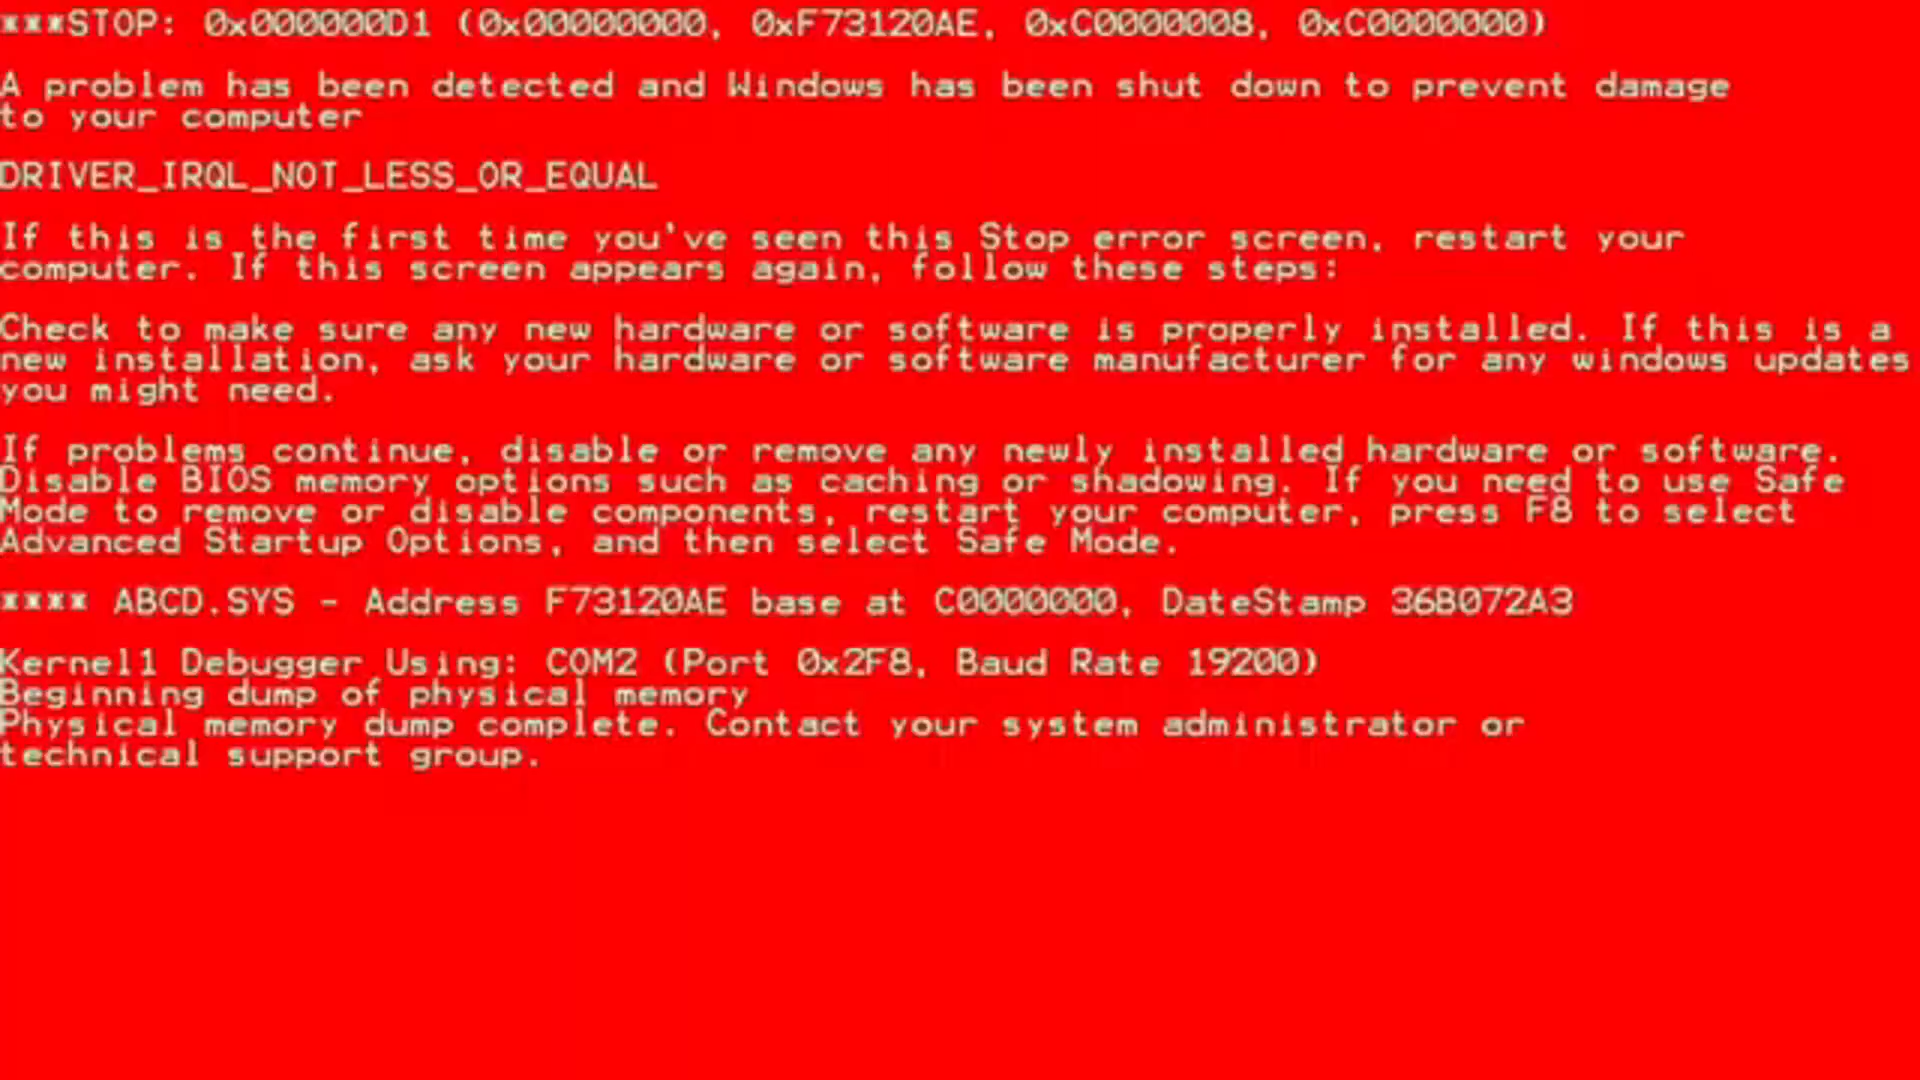 ***STOP: 0x000000D1 (0x00000000, 0xF73120AE, 0xC0000008, 0xC0000000)
A problem has been detected and Windows has been shut down to prevent damage
to your computer
DRIVER_IRQL_NOT_LESS_OR_EQUAL
If this is the first time you've seen this Stop error screen, restart your
computer. If this screen appears again, follow these steps:
Check to make sure any new hardware or software is properly installed. If this is a
new installation, ask your hardware or software manufacturer for any windows updates
you might need.
If problems continue, disable or remove any newly installed hardware or software.
Disable BIOS memory options such as caching or shadowing. If you need to use Safe
Mode to remove or disable components, restart your computer, press F8 to select
Advanced Startup Options, and then select Safe Mode.
**** ABCD.SYS - Address F73120AE base at C0000000, DateStamp 36B072A3
Kernel1 Debugger Using: COM2 (Port 0x2F8, Baud Rate 19200)
Beginning dump of physical memory
Physical memory dump complete. Contact your system administrator or
technical support group.